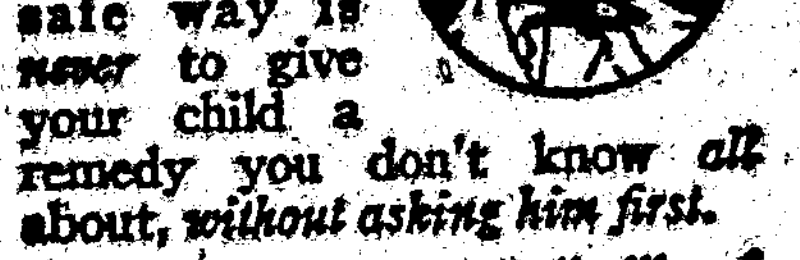 safe way is
never to give
your child a
remedy you don't know all
about, without asking him first.